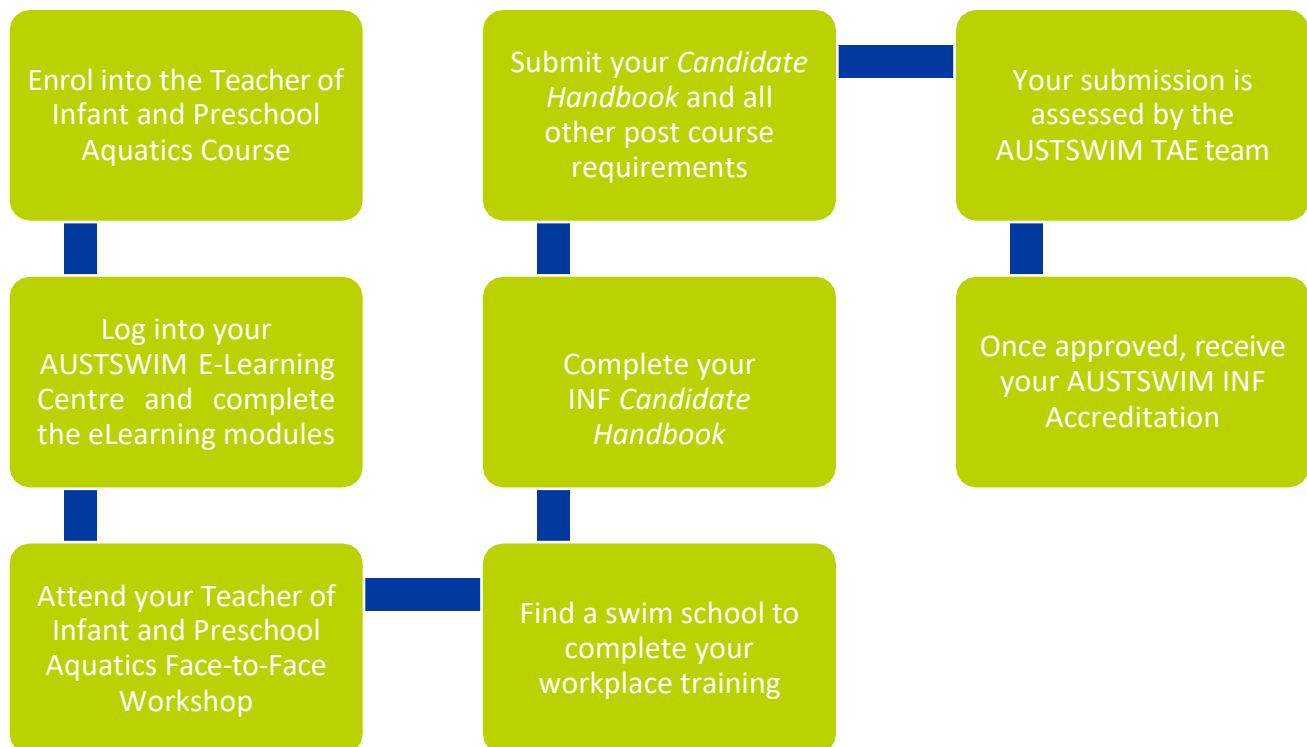 Enrol into the Teacher of
Infant and Preschool
Aquatics Course
Log into your
AUSTSWIM E-Learning
Centre and complete
the eLearning modules
Attend your Teacher of
Infant and Preschool
Aquatics Face-to-Face
Workshop
Find a swim school to
complete your
workplace training
Complete your
INF Candidate
Handbook
Submit your Candidate
Handbook and all
other post course
requirements
Your submission is
assessed by the
AUSTSWIM TAE team
Once approved, receive
your AUSTSWIM INF
Accreditation